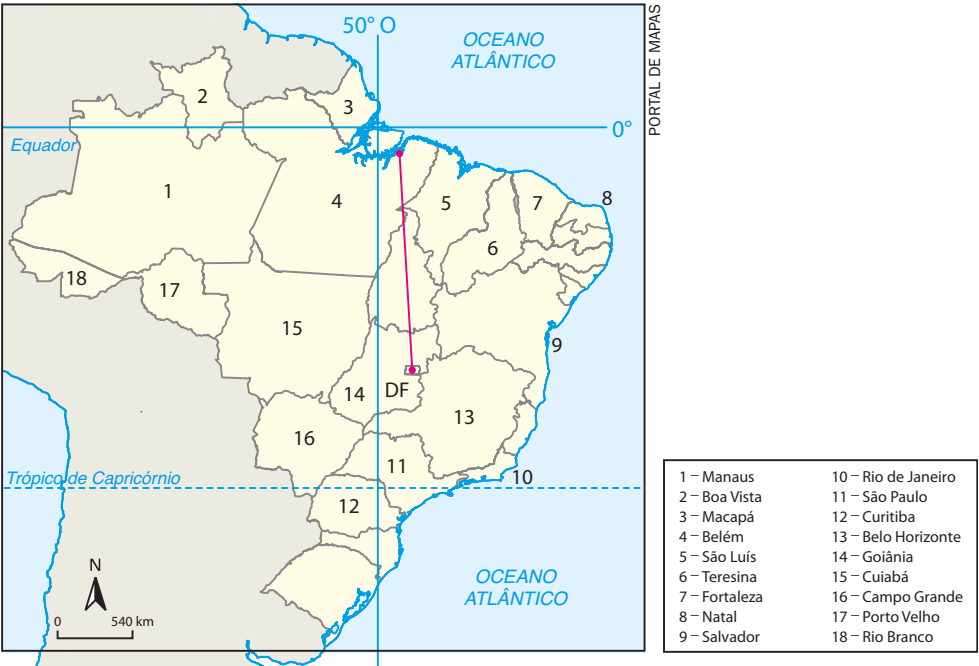 50° O
OCEANO
ATLÂNTICO
PORTAL DE MAPAS
2
3
0°
Equador
1
4
5
7
8
6
18
17
15
9
14
DF
13
16
11
Trópico de Capricórnio
10
12
N
0 540 km
OCEANO
ATLÂNTICO
1 – Manaus
2 – Boa Vista
3 – Macapá
4 – Belém
5 – São Luís
6 – Teresina
7 – Fortaleza
8 – Natal
9 – Salvador
10 – Rio de Janeiro
11 – São Paulo
12 – Curitiba
13 – Belo Horizonte
14 – Goiânia
15 – Cuiabá
16 – Campo Grande
17 – Porto Velho
18 – Rio Branco